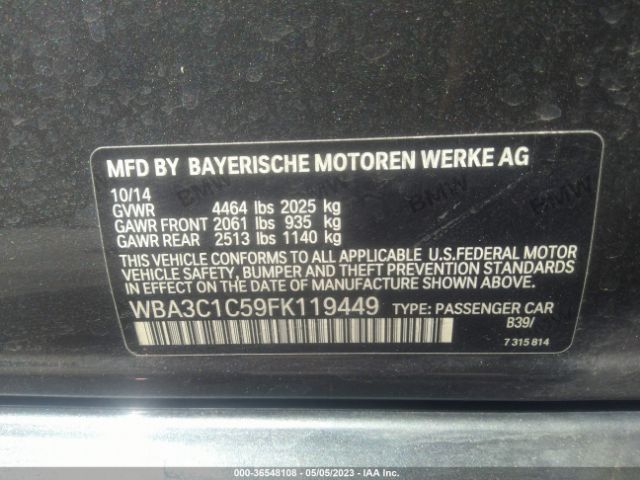 MFD BY BAYERISCHE MOTOREN WERKE AG
10/14
GVWR 4464 lbs 2025 kg
GAWR FRONT 2061 lbs 935 kg
GAWR REAR 2513 lbs 1140 kg
THIS VEHICLE CONFORMS TO ALL APPLICABLE U.S.FEDERAL MOTOR
VEHICLE SAFETY, BUMPER AND THEFT PREVENTION STANDARDS
IN EFFECT ON THE DATE OF MANUFACTURE SHOWN ABOVE.
WBA3C1C59FK119449 TYPE: PASSENGER CAR
B39/
7 315 814
000-36548108 - 05/05/2023 - IAA Inc.